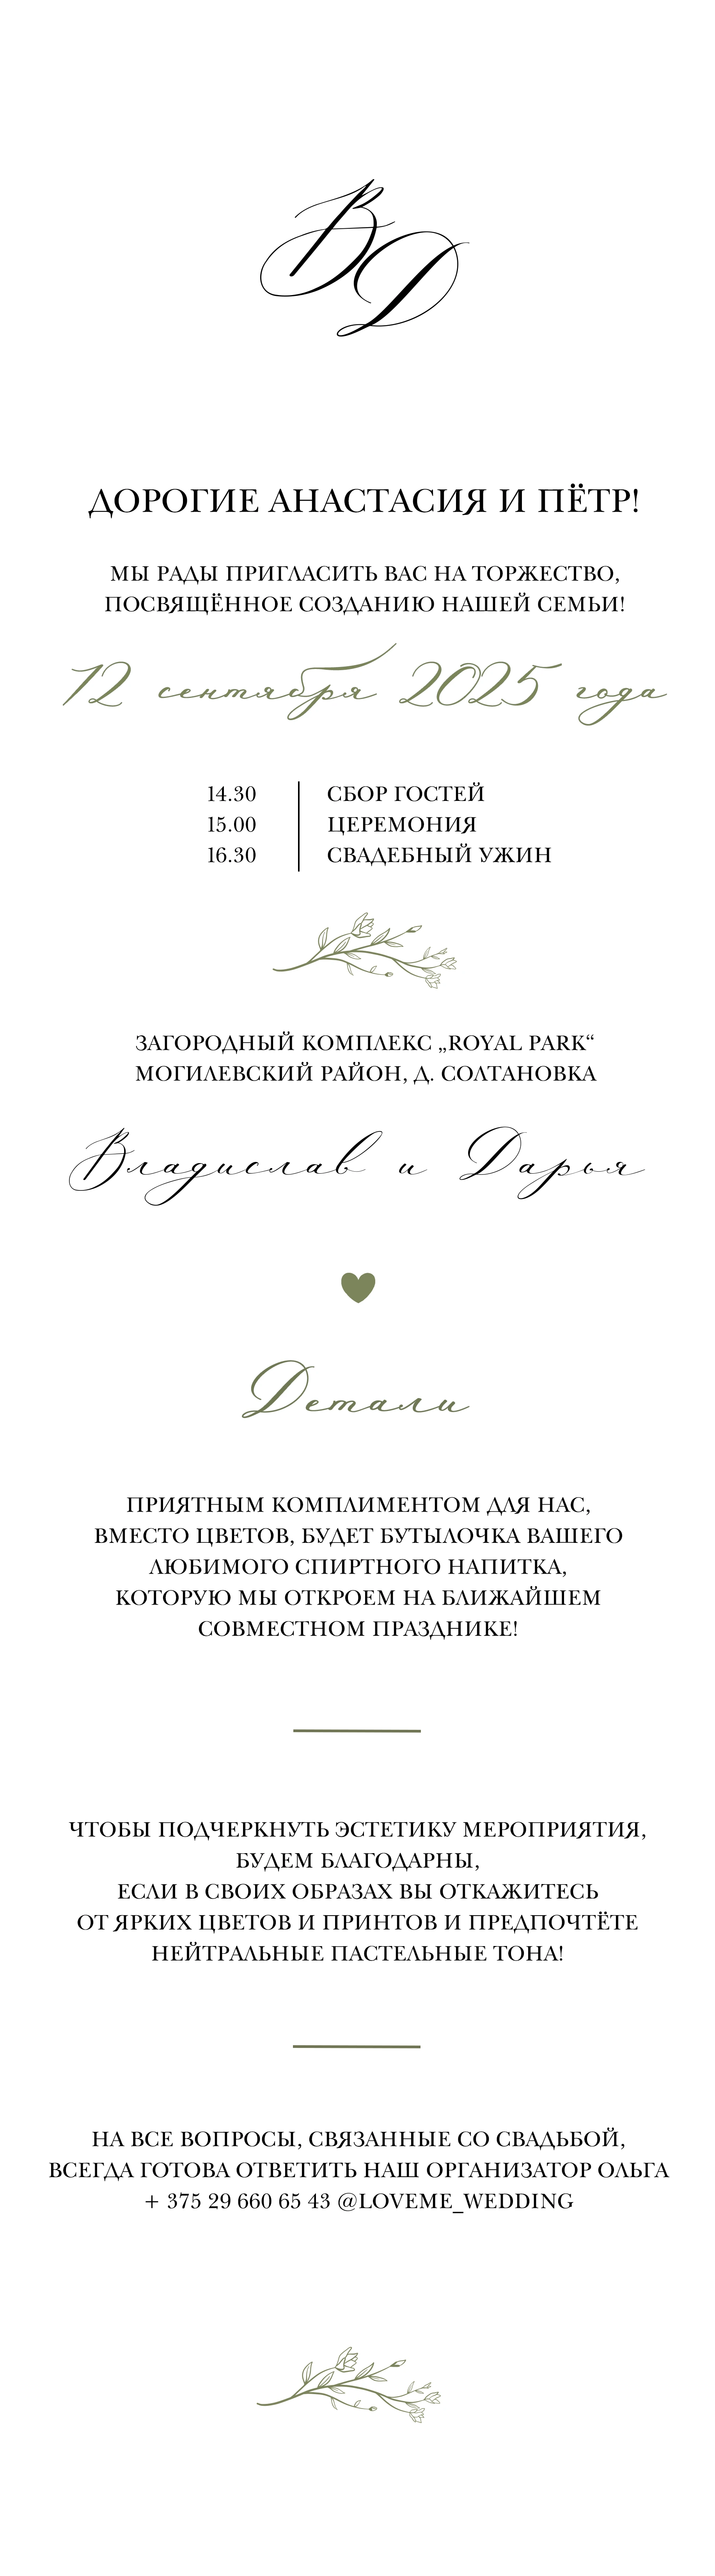 BD
ДОРОГИЕ АНАСТАСИЯ И ПЁТР!
МЫ РАДЫ ПРИГЛАСИТЬ ВАС НА ТОРЖЕСТВО,
ПОСВЯЩЁННОЕ СОЗДАНИЮ НАШЕЙ СЕМЬИ!
12 сентября 2025 года
14.30 СБОР ГОСТЕЙ
15.00 ЦЕРЕМОНИЯ
16.30 СВАДЕБНЫЙ УЖИН
ЗАГОРОДНЫЙ КОМПЛЕКС „ROYAL PARK“
МОГИЛЕВСКИЙ РАЙОН, Д. СОЛТАНОВКА
Владислав и Дарья
Детали
ПРИЯТНЫМ КОМПЛИМЕНТОМ ДЛЯ НАС,
ВМЕСТО ЦВЕТОВ, БУДЕТ БУТЫЛОЧКА ВАШЕГО
ЛЮБИМОГО СПИРТНОГО НАПИТКА,
КОТОРУЮ МЫ ОТКРОЕМ НА БЛИЖАЙШЕМ
СОВМЕСТНОМ ПРАЗДНИКЕ!
ЧТОБЫ ПОДЧЕРКНУТЬ ЭСТЕТИКУ МЕРОПРИЯТИЯ,
БУДЕМ БЛАГОДАРНЫ,
ЕСЛИ В СВОИХ ОБРАЗАХ ВЫ ОТКАЖИТЕСЬ
ОТ ЯРКИХ ЦВЕТОВ И ПРИНТОВ И ПРЕДПОЧТЁТЕ
НЕЙТРАЛЬНЫЕ ПАСТЕЛЬНЫЕ ТОНА!
НА ВСЕ ВОПРОСЫ, СВЯЗАННЫЕ СО СВАДЬБОЙ,
ВСЕГДА ГОТОВА ОТВЕТИТЬ НАШ ОРГАНИЗАТОР ОЛЬГА
+ 375 29 660 65 43 @LOVEME_WEDDING